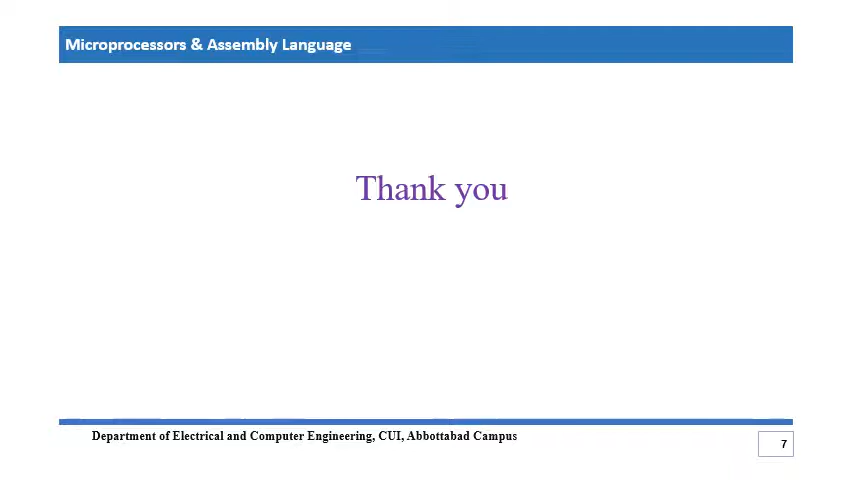 Microprocessors & Assembly Language
Thank you
Department of Electrical and Computer Engineering, CUI, Abbottabad Campus
7